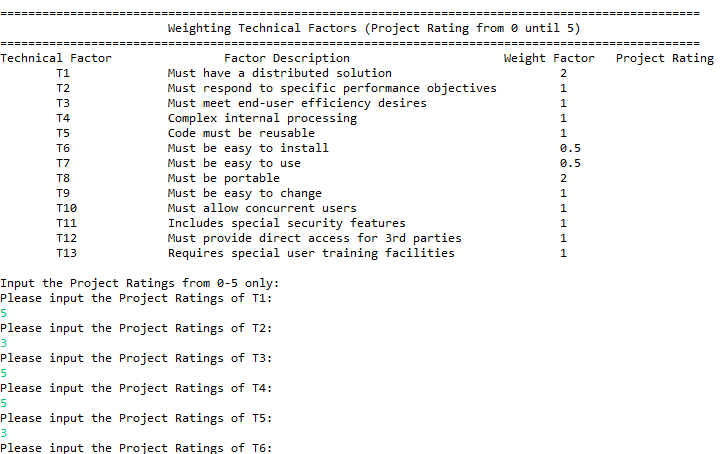 ====================================================================================================
Weighting Technical Factors (Project Rating from 0 until 5)
====================================================================================================
Technical Factor Factor Description Weight Factor Project Rating
T1 Must have a distributed solution 2
T2 Must respond to specific performance objectives 1
T3 Must meet end-user efficiency desires 1
T4 Complex internal processing 1
T5 Code must be reusable 1
T6 Must be easy to install 0.5
T7 Must be easy to use 0.5
T8 Must be portable 2
T9 Must be easy to change 1
T10 Must allow concurrent users 1
T11 Includes special security features 1
T12 Must provide direct access for 3rd parties 1
T13 Requires special user training facilities 1
Input the Project Ratings from 0-5 only:
Please input the Project Ratings of T1:
5
Please input the Project Ratings of T2:
3
Please input the Project Ratings of T3:
5
Please input the Project Ratings of T4:
5
Please input the Project Ratings of T5:
3
Please input the Project Ratings of T6: